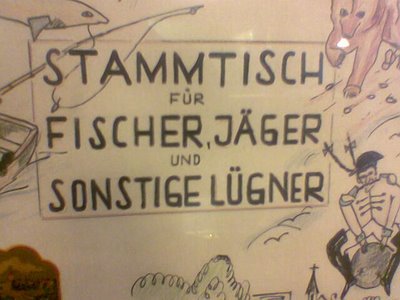 STAMMTISCH
FÜR
FISCHER, JÄGER
UND
SONSTIGE LÜGNER